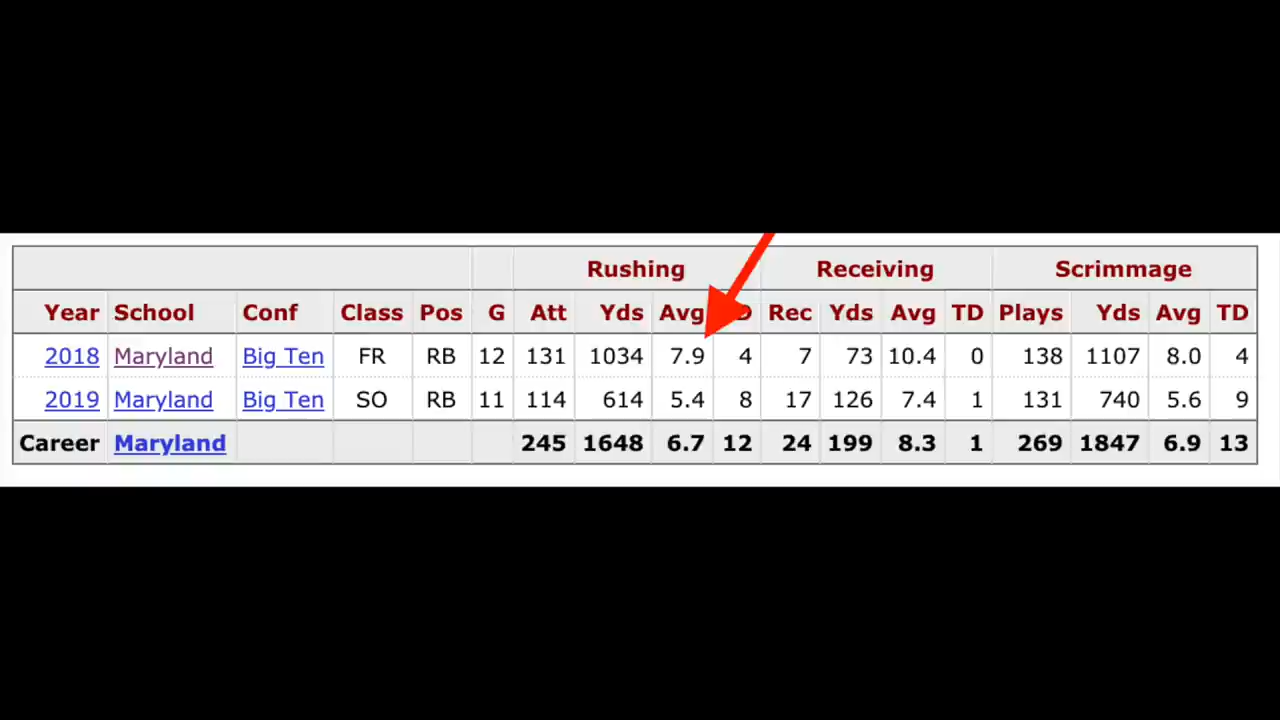 Rushing Receiving Scrimmage
Year School Conf Class Pos G Att Yds Avg D Rec Yds Avg TD Plays Yds Avg TD
2018 Maryland Big Ten FR RB 12 131 1034 7.9 4 7 73 10.4 0 138 1107 8.0 4
2019 Maryland Big Ten SO RB 11 114 614 5.4 8 17 126 7.4 1 131 740 5.6 9
Career Maryland 245 1648 6.7 12 24 199 8.3 1 269 1847 6.9 13